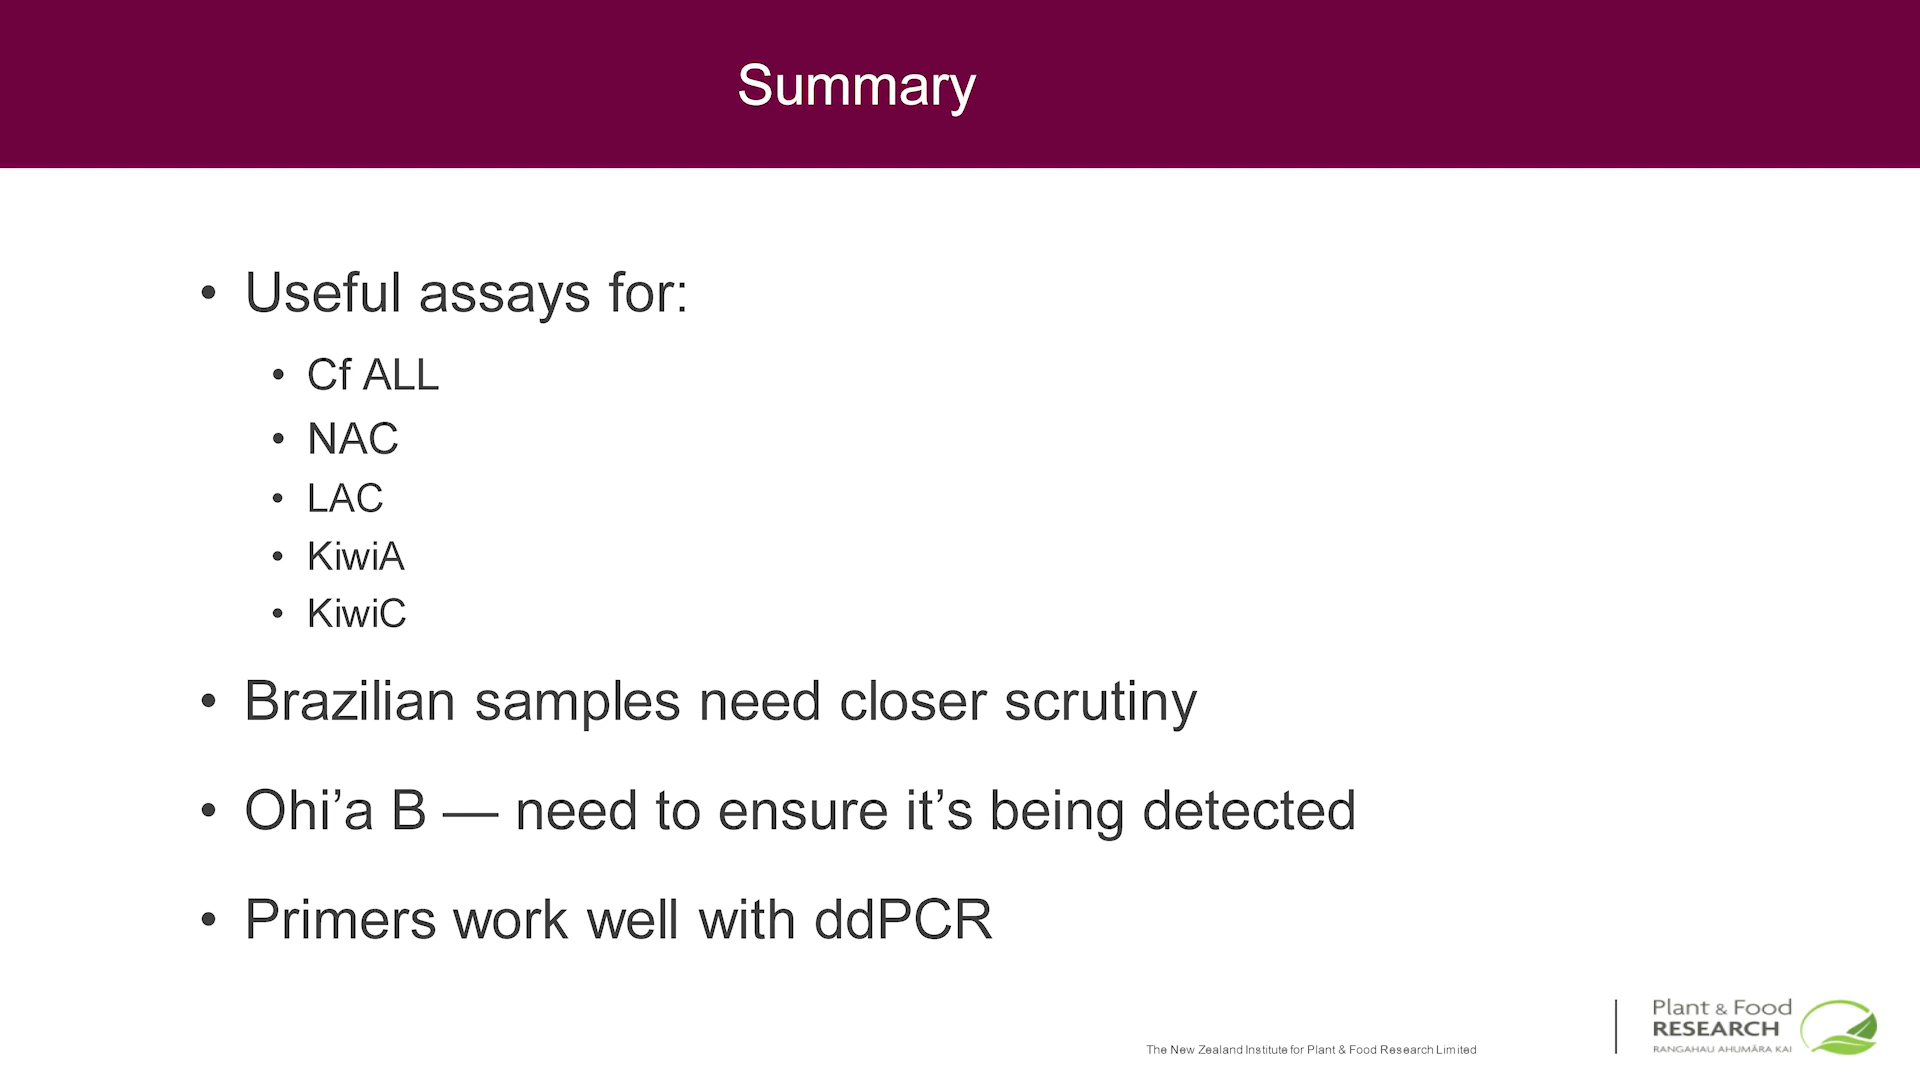 Summary
• Useful assays for:
• Cf ALL
• NAC
• LAC
• KiwiA
• KiwiC
• Brazilian samples need closer scrutiny
• Ohi’a B — need to ensure it’s being detected
• Primers work well with ddPCR
The New Zealand Institute for Plant & Food Research Limited
Plant & Food
RESEARCH
RANGAHAU AHUMĀRA KAI